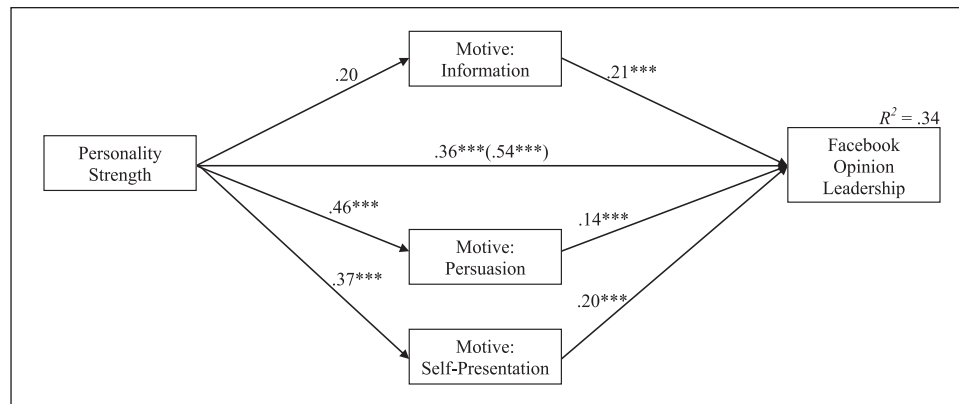 Motive:
Information
.20
.21***
R² = .34
Personality
Strength
.36***(.54***)
Facebook
Opinion
Leadership
.46***
.14***
Motive:
Persuasion
.37***
.20***
Motive:
Self-Presentation